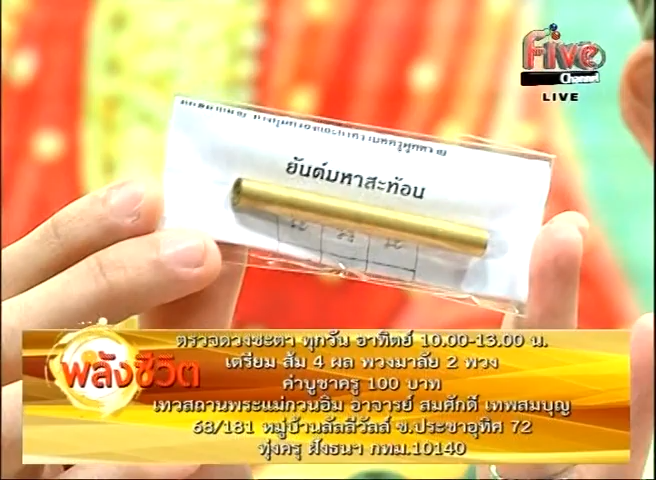 Five
Channel
LIVE
ยันต์มหาสะท้อน
พลังชีวิต
ตรวจดวงชะตา ทุกวัน อาทิตย์ 10.00-13.00 น.
เตรียม ส้ม 4 ผล พวงมาลัย 2 พวง
ค่าบูชาครู 100 บาท
เทวสถานพระแม่กวนอิม อาจารย์ สมศักดิ์ เทพสมบุญ
68/181 หมู่บ้านลัลลีวัลล์ ซ.ประชาอุทิศ 72
ทุ่งครุ ฝั่งธนฯ กทม.10140